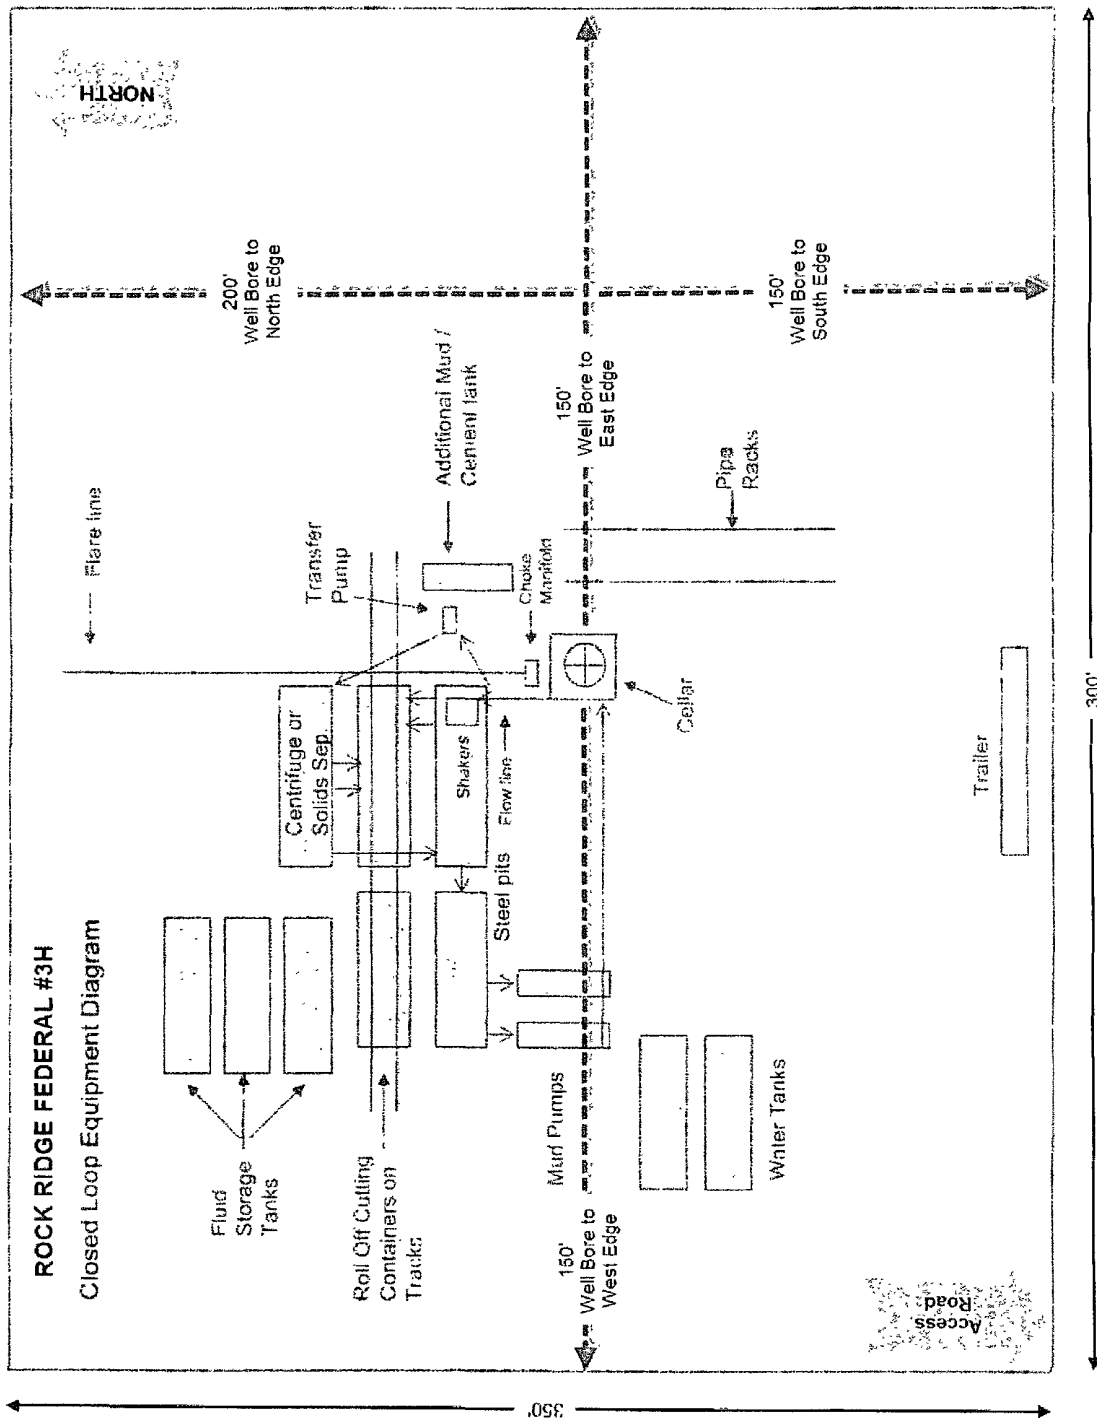 ROCK RIDGE FEDERAL #3H
Closed Loop Equipment Diagram
NORTH
200'
Well Bore to
North Edge
Flare line
Fluid
Storage
Tanks
Centrifuge or
Solids Sep.
Transfer
Pump
Additional Mud /
Cement Tank
Roll Off Cutting
Containers on
Tracks
Shakers
Steel pits
Flow line
Choke
Manifold
Mud Pumps
150'
Well Bore to
West Edge
150'
Well Bore to
East Edge
Cellar
Pipe
Racks
150'
Well Bore to
South Edge
Water Tanks
Trailer
Access
Road
350'
300'